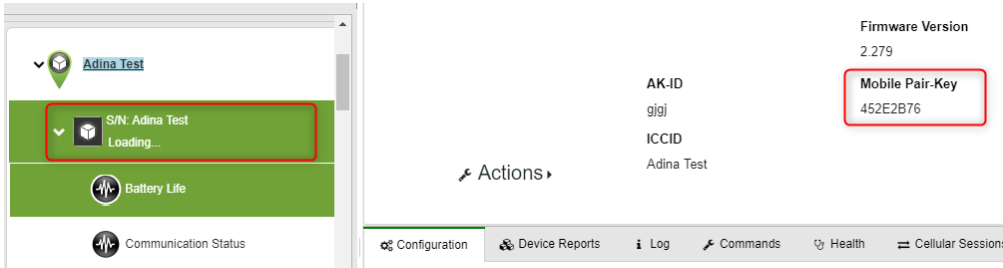 Adina Test
S/N: Adina Test
Loading...
Battery Life
Communication Status
Firmware Version
2.279
AK-ID
gjgj
Mobile Pair-Key
452E2B76
ICCID
Adina Test
Actions
Configuration
Device Reports
Log
Commands
Health
Cellular Sessions